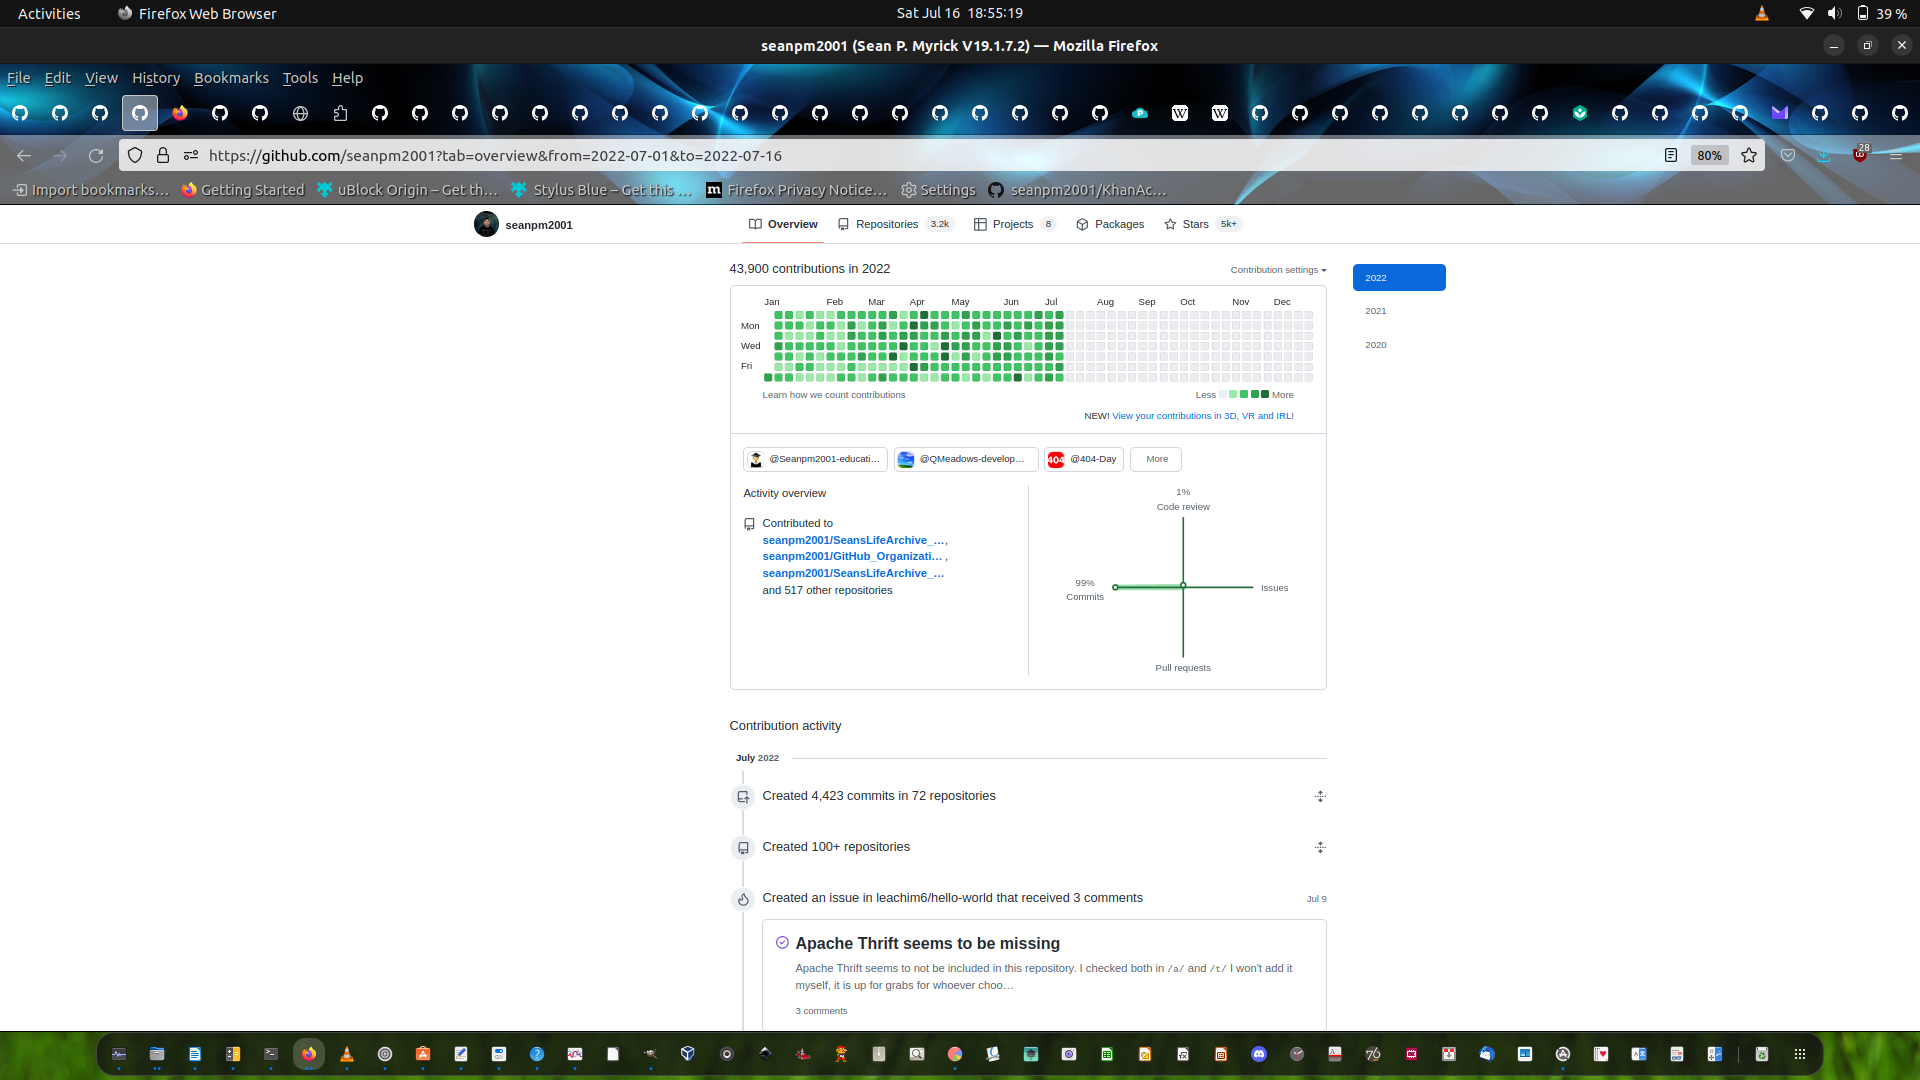 Activities Firefox Web Browser Sat Jul 16 18:55:19 39 %
seanpm2001 (Sean P. Myrick V19.1.7.2) — Mozilla Firefox
File Edit View History Bookmarks Tools Help
https://github.com/seanpm2001?tab=overview&from=2022-07-01&to=2022-07-16 80% 28
Import bookmarks… Getting Started uBlock Origin – Get th… Stylus Blue – Get this … Firefox Privacy Notice… Settings seanpm2001/KhanAc…
seanpm2001 Overview Repositories 3.2k Projects 8 Packages Stars 5k+
43,900 contributions in 2022 Contribution settings
2022
2021
2020
Jan Feb Mar Apr May Jun Jul Aug Sep Oct Nov Dec
Mon
Wed
Fri
Learn how we count contributions Less More
NEW! View your contributions in 3D, VR and IRL!
@Seanpm2001-educati… @QMeadows-develop… 404 @404-Day More
Activity overview
Contributed to
seanpm2001/SeansLifeArchive_…,
seanpm2001/GitHub_Organizati… ,
seanpm2001/SeansLifeArchive_…
and 517 other repositories
1%
Code review
99%
Commits
Issues
Pull requests
Contribution activity
July 2022
Created 4,423 commits in 72 repositories
Created 100+ repositories
Created an issue in leachim6/hello-world that received 3 comments Jul 9
Apache Thrift seems to be missing
Apache Thrift seems to not be included in this repository. I checked both in /a/ and /t/ I won't add it
myself, it is up for grabs for whoever choo…
3 comments